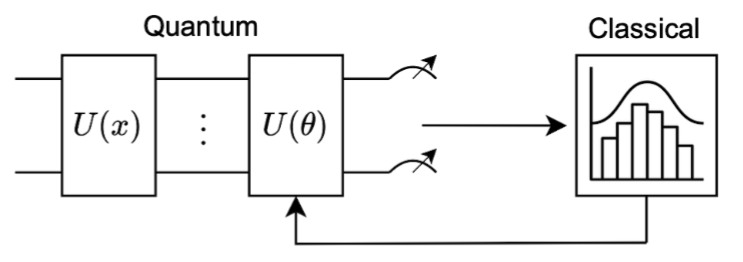 Quantum
Classical
U(x)
⋮
U(θ)